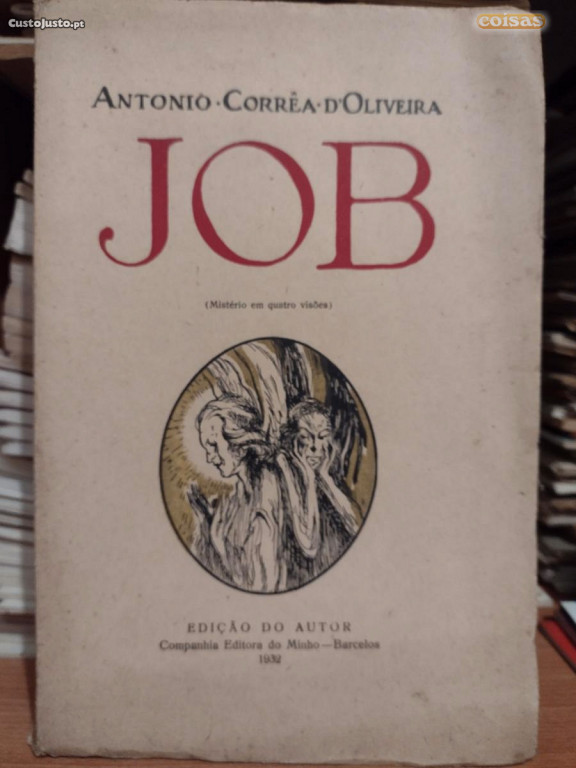 CustoJusto.pt
coisas
ANTONIO · CORRÊA · D'OLIVEIRA
JOB
(Mistério em quatro visões)
EDIÇÃO DO AUTOR
Companhia Editora do Minho — Barcelos
1932